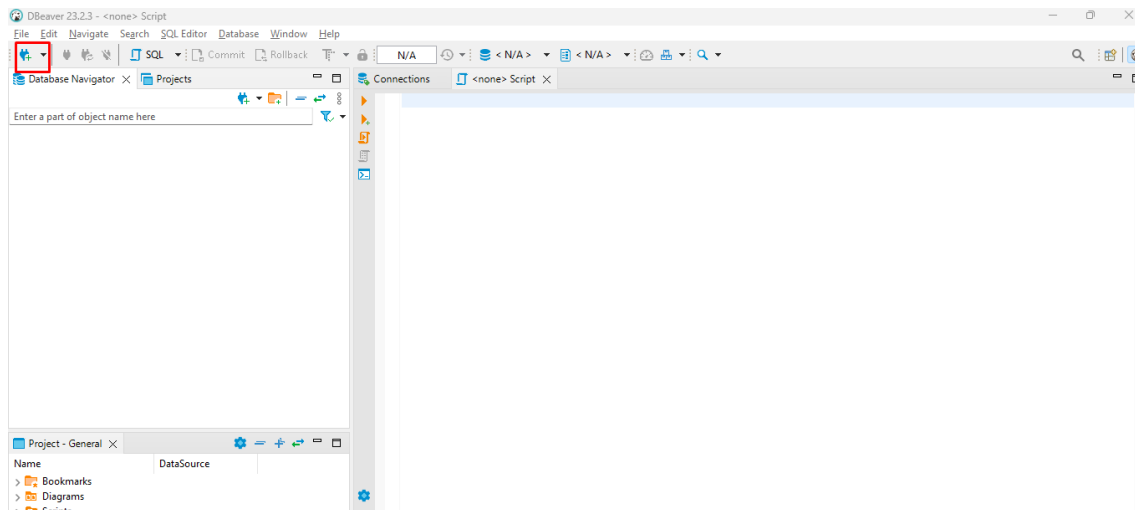 DBeaver 23.2.3 - <none> Script
File Edit Navigate Search SQL Editor Database Window Help
SQL Commit Rollback N/A < N/A > < N/A >
Database Navigator Projects Connections <none> Script
Enter a part of object name here
Project - General
Name DataSource
Bookmarks
Diagrams